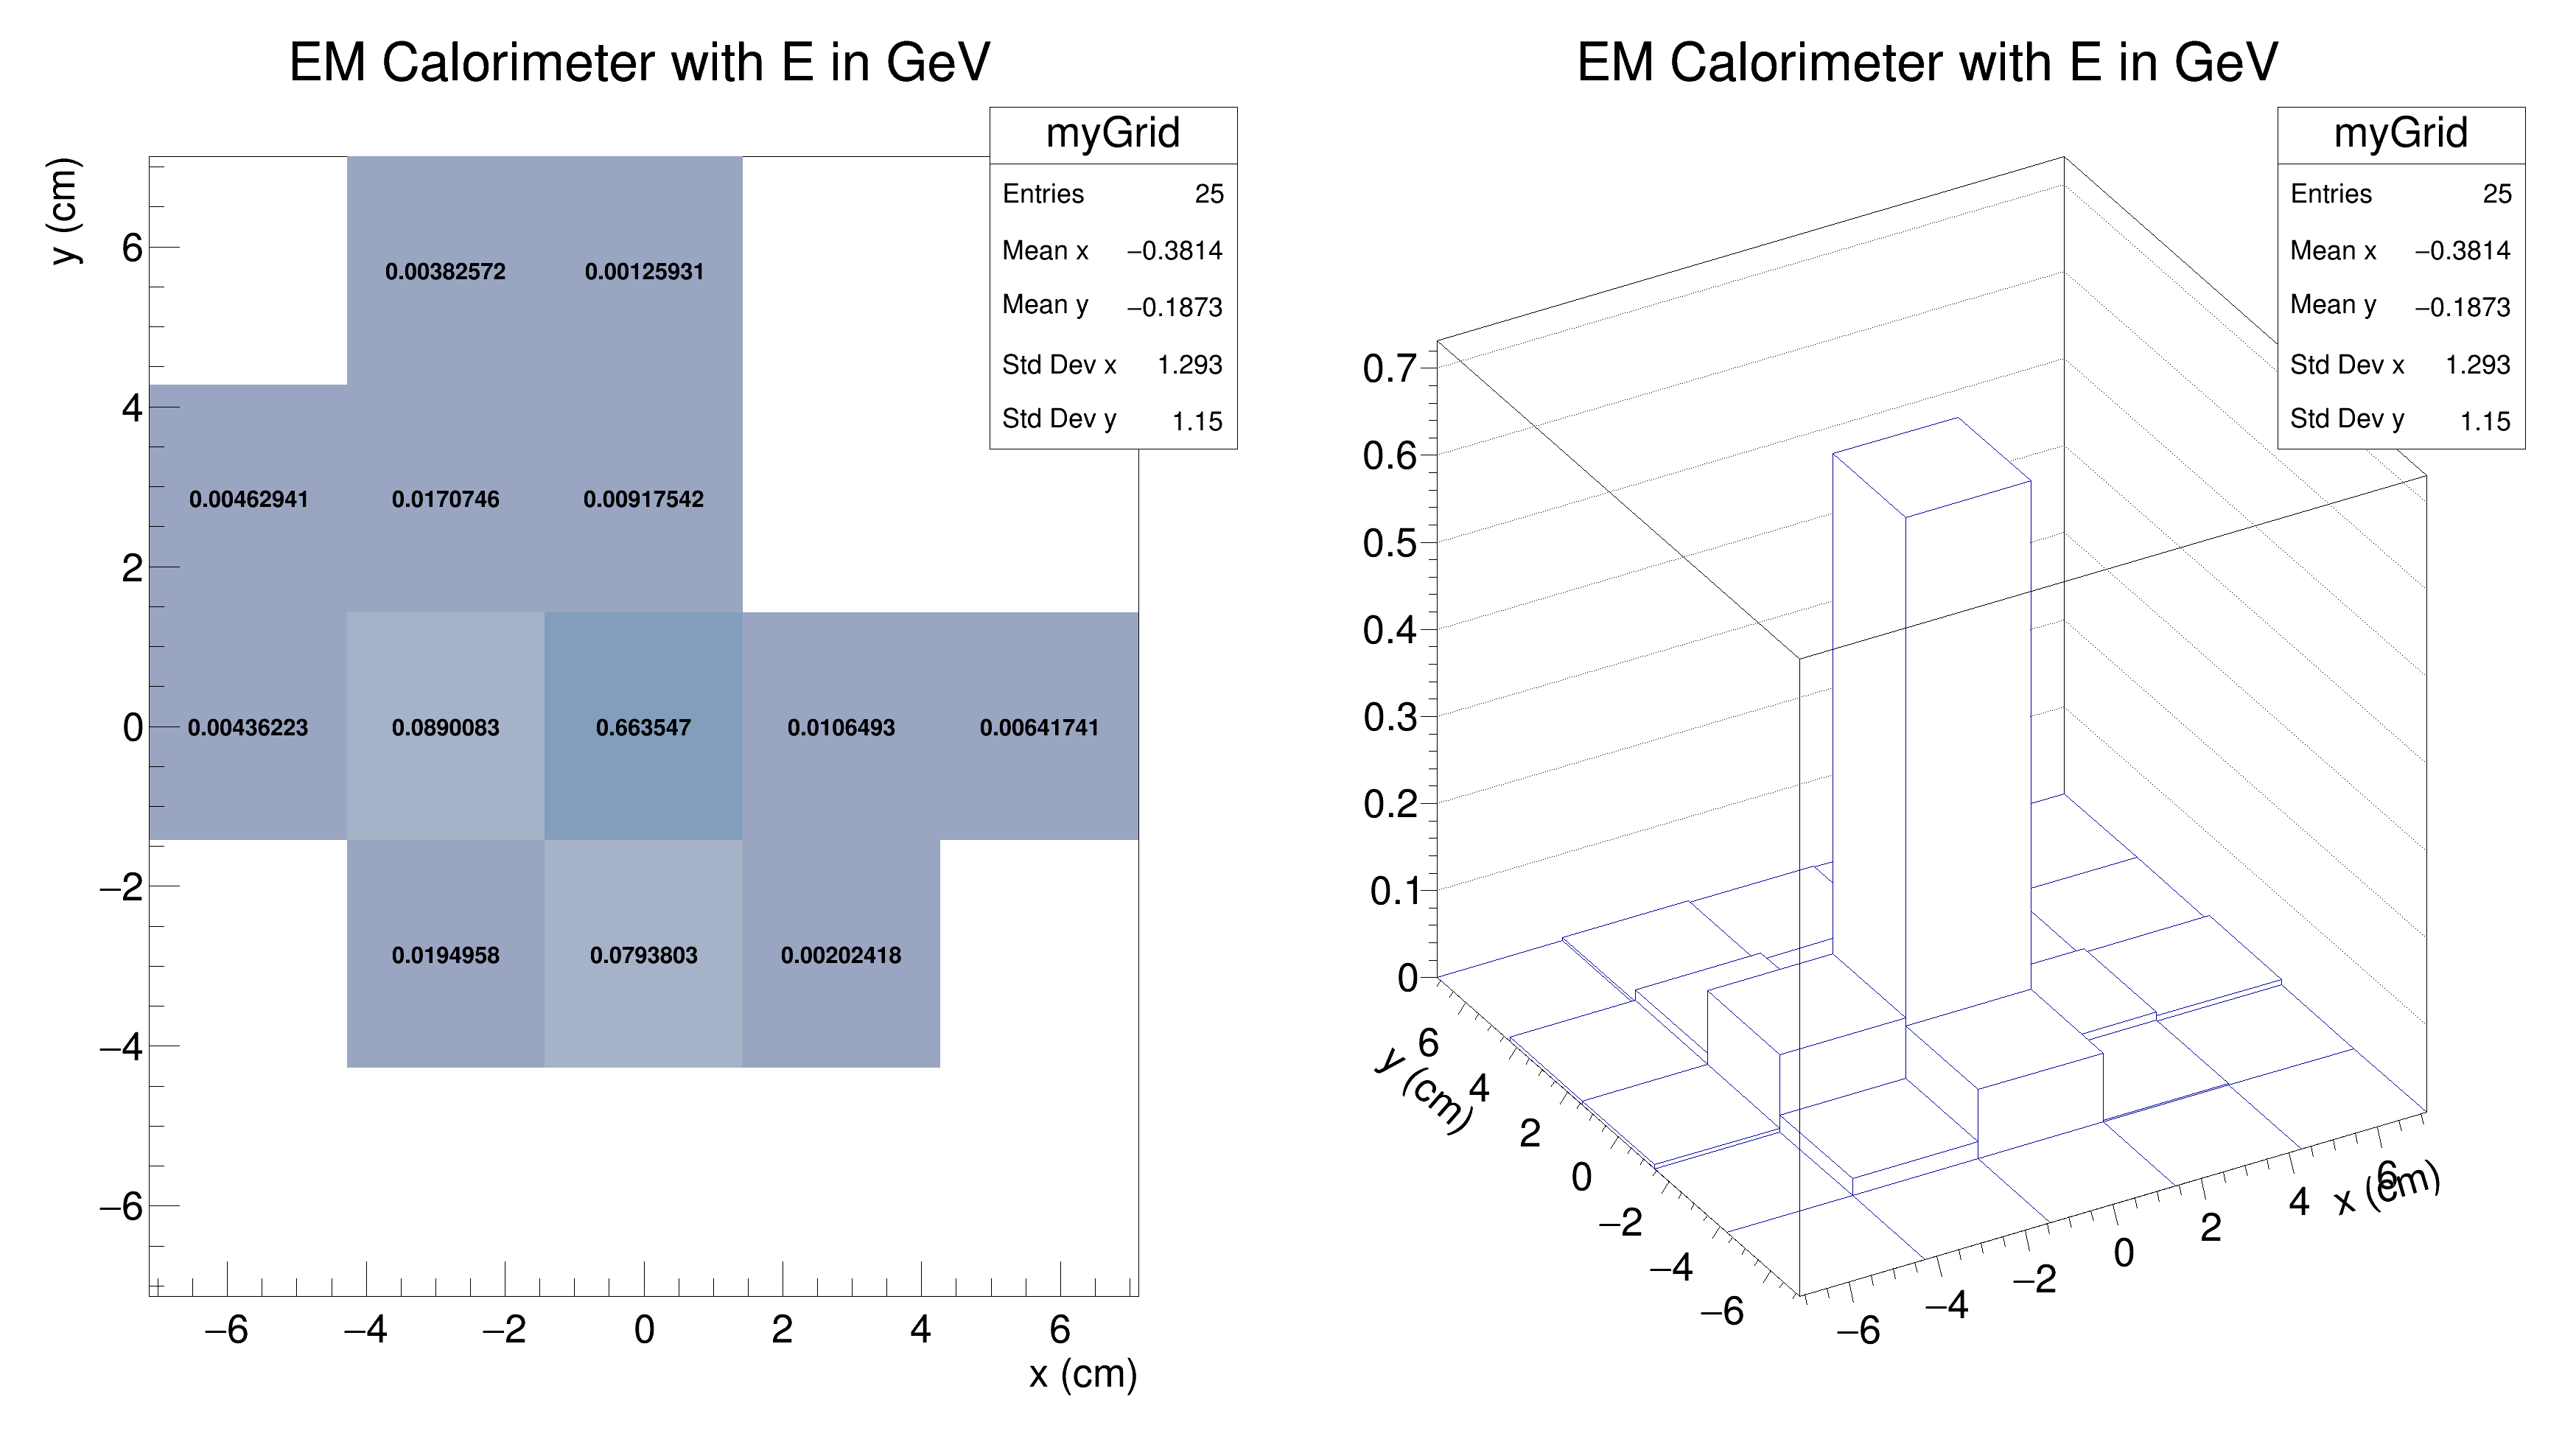 EM Calorimeter with E in GeV
myGrid
Entries 25
Mean x −0.3814
Mean y −0.1873
Std Dev x 1.293
Std Dev y 1.15
y (cm)
6
4
2
0
−2
−4
−6
0.00382572 0.00125931
0.00462941 0.0170746 0.00917542
0.00436223 0.0890083 0.663547 0.0106493 0.00641741
0.0194958 0.0793803 0.00202418
−6 −4 −2 0 2 4 6
x (cm)
EM Calorimeter with E in GeV
myGrid
Entries 25
Mean x −0.3814
Mean y −0.1873
Std Dev x 1.293
Std Dev y 1.15
0.7
0.6
0.5
0.4
0.3
0.2
0.1
0
y (cm)
6
4
2
0
−2
−4
−6
−6
−4
−2
0
2
4
6
x (cm)